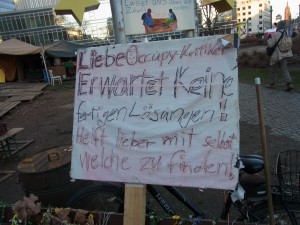 Liebe Occupy-Kritiker
Erwartet Keine
fertigen Lösungen!!
Helft lieber mit selbst
welche zu finden!